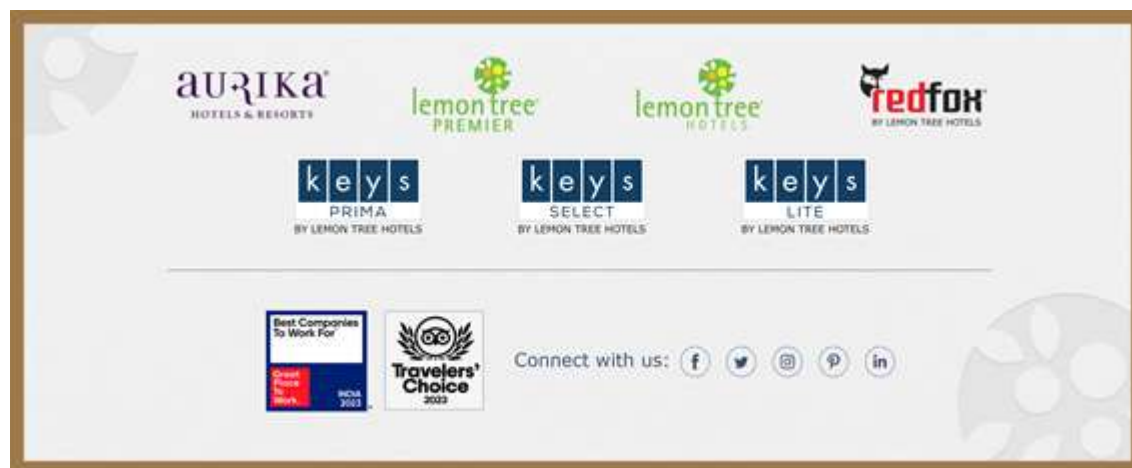 aurika
HOTELS & RESORTS
lemon tree
PREMIER
lemon tree
HOTELS
redfox
BY LEMON TREE HOTELS
keys
PRIMA
BY LEMON TREE HOTELS
keys
SELECT
BY LEMON TREE HOTELS
keys
LITE
BY LEMON TREE HOTELS
Best Companies
To Work For
Great
Place
To
Work.
INDIA
2023
Travelers'
Choice
2023
Connect with us: